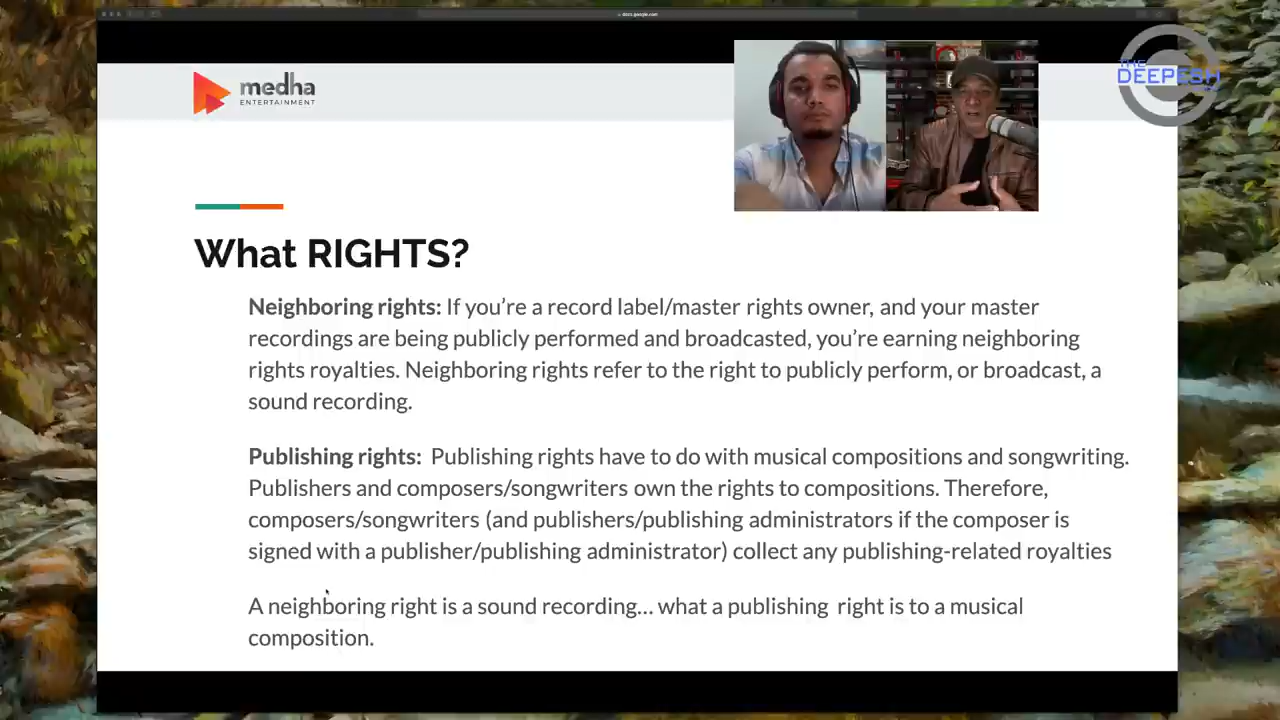 docs.google.com
medha
ENTERTAINMENT
THE
DEEPESH
What RIGHTS?
Neighboring rights: If you’re a record label/master rights owner, and your master
recordings are being publicly performed and broadcasted, you’re earning neighboring
rights royalties. Neighboring rights refer to the right to publicly perform, or broadcast, a
sound recording.
Publishing rights:  Publishing rights have to do with musical compositions and songwriting.
Publishers and composers/songwriters own the rights to compositions. Therefore,
composers/songwriters (and publishers/publishing administrators if the composer is
signed with a publisher/publishing administrator) collect any publishing-related royalties
A neighboring right is a sound recording... what a publishing  right is to a musical
composition.